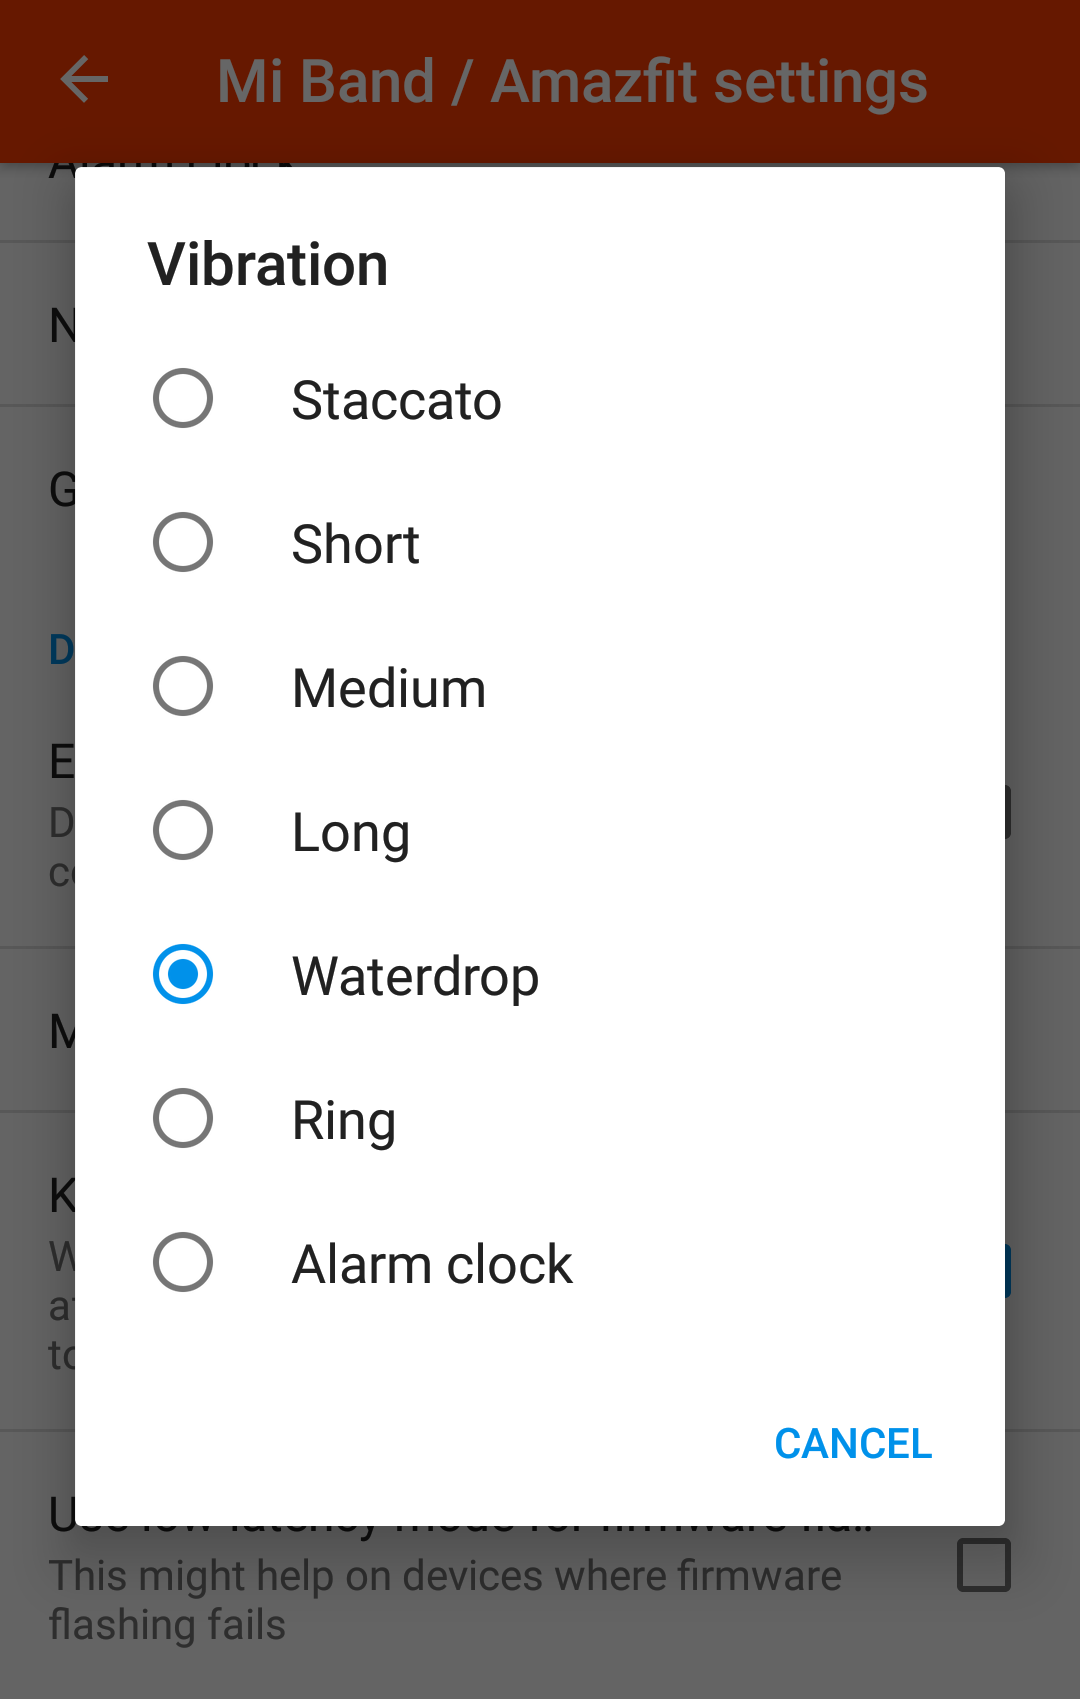 Mi Band / Amazfit settings
Vibration
Staccato
Short
Medium
Long
Waterdrop
Ring
Alarm clock
CANCEL
This might help on devices where firmware
flashing fails